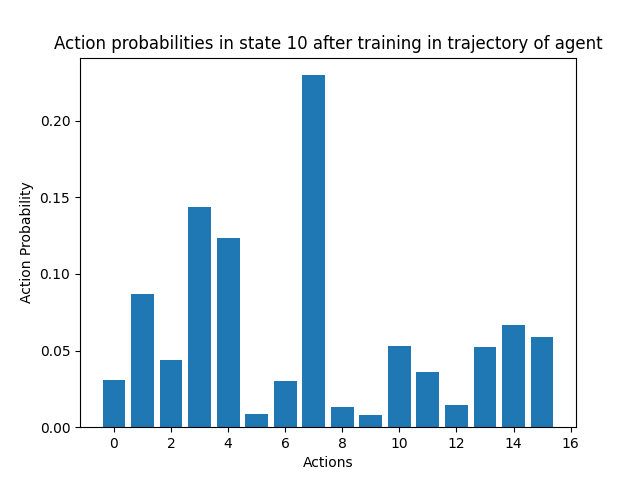 Action probabilities in state 10 after training in trajectory of agent
0.20
0.15
0.10
0.05
0.00
Action Probability
0 2 4 6 8 10 12 14 16
Actions